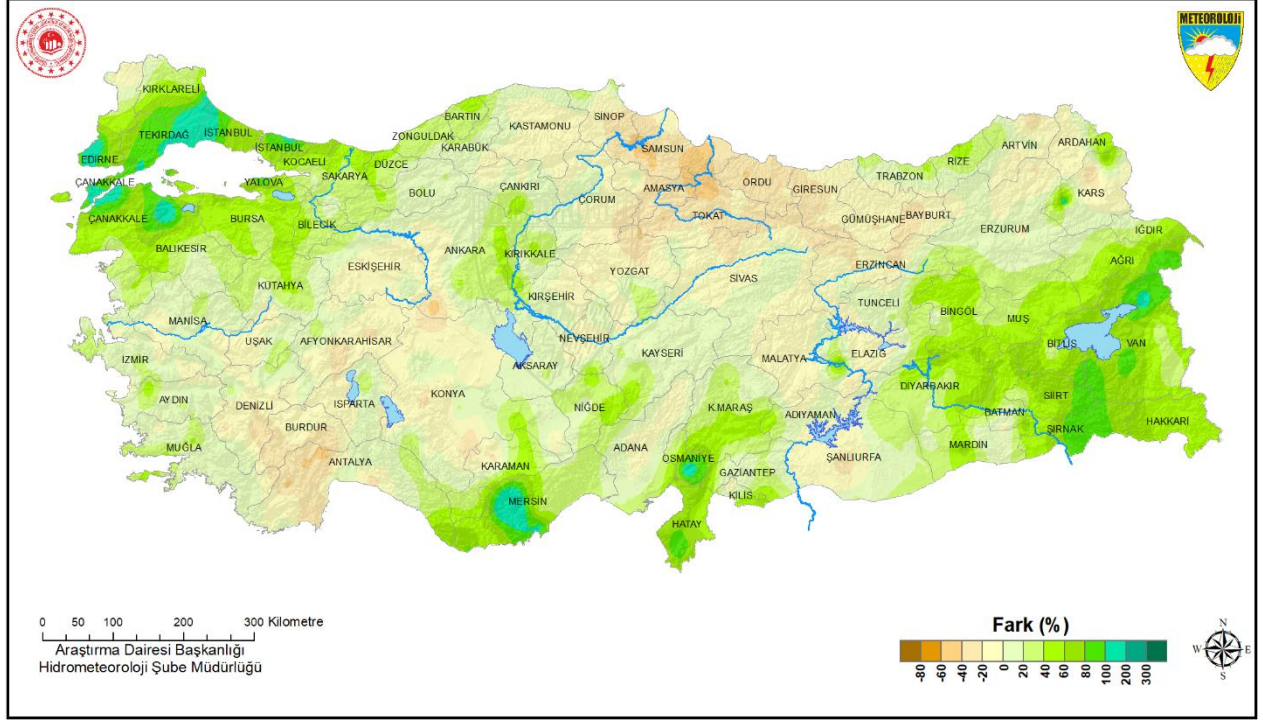 METEOROLOJİ
KIRKLARELİ
TEKİRDAĞ
İSTANBUL
EDİRNE
İSTANBUL
KOCAELİ
ÇANAKKALE
YALOVA
SAKARYA
DÜZCE
ZONGULDAK
BARTIN
KARABÜK
KASTAMONU
SİNOP
SAMSUN
ÇANAKKALE
BURSA
BİLECİK
BOLU
ÇANKIRI
ÇORUM
AMASYA
ORDU
GİRESUN
TRABZON
RİZE
ARTVİN
ARDAHAN
KARS
BALIKESİR
ESKİŞEHİR
ANKARA
KIRIKKALE
YOZGAT
TOKAT
SİVAS
GÜMÜŞHANE
BAYBURT
ERZURUM
ERZİNCAN
IĞDIR
AĞRI
KÜTAHYA
MANİSA
UŞAK
AFYONKARAHİSAR
KIRŞEHİR
NEVŞEHİR
KAYSERİ
TUNCELİ
BİNGÖL
MUŞ
BİTLİS
VAN
İZMİR
AKSARAY
MALATYA
ELAZIĞ
DİYARBAKIR
AYDIN
DENİZLİ
ISPARTA
KONYA
NİĞDE
K.MARAŞ
ADIYAMAN
BATMAN
SİİRT
ŞIRNAK
HAKKARİ
BURDUR
MUĞLA
ANTALYA
KARAMAN
MERSİN
ADANA
OSMANİYE
GAZİANTEP
KİLİS
HATAY
ŞANLIURFA
MARDİN
0 50 100 200 300 Kilometre
Araştırma Dairesi Başkanlığı
Hidrometeoroloji Şube Müdürlüğü
Fark (%)
-80 -60 -40 -20 0 20 40 60 80 100 200 300
N
W E
S